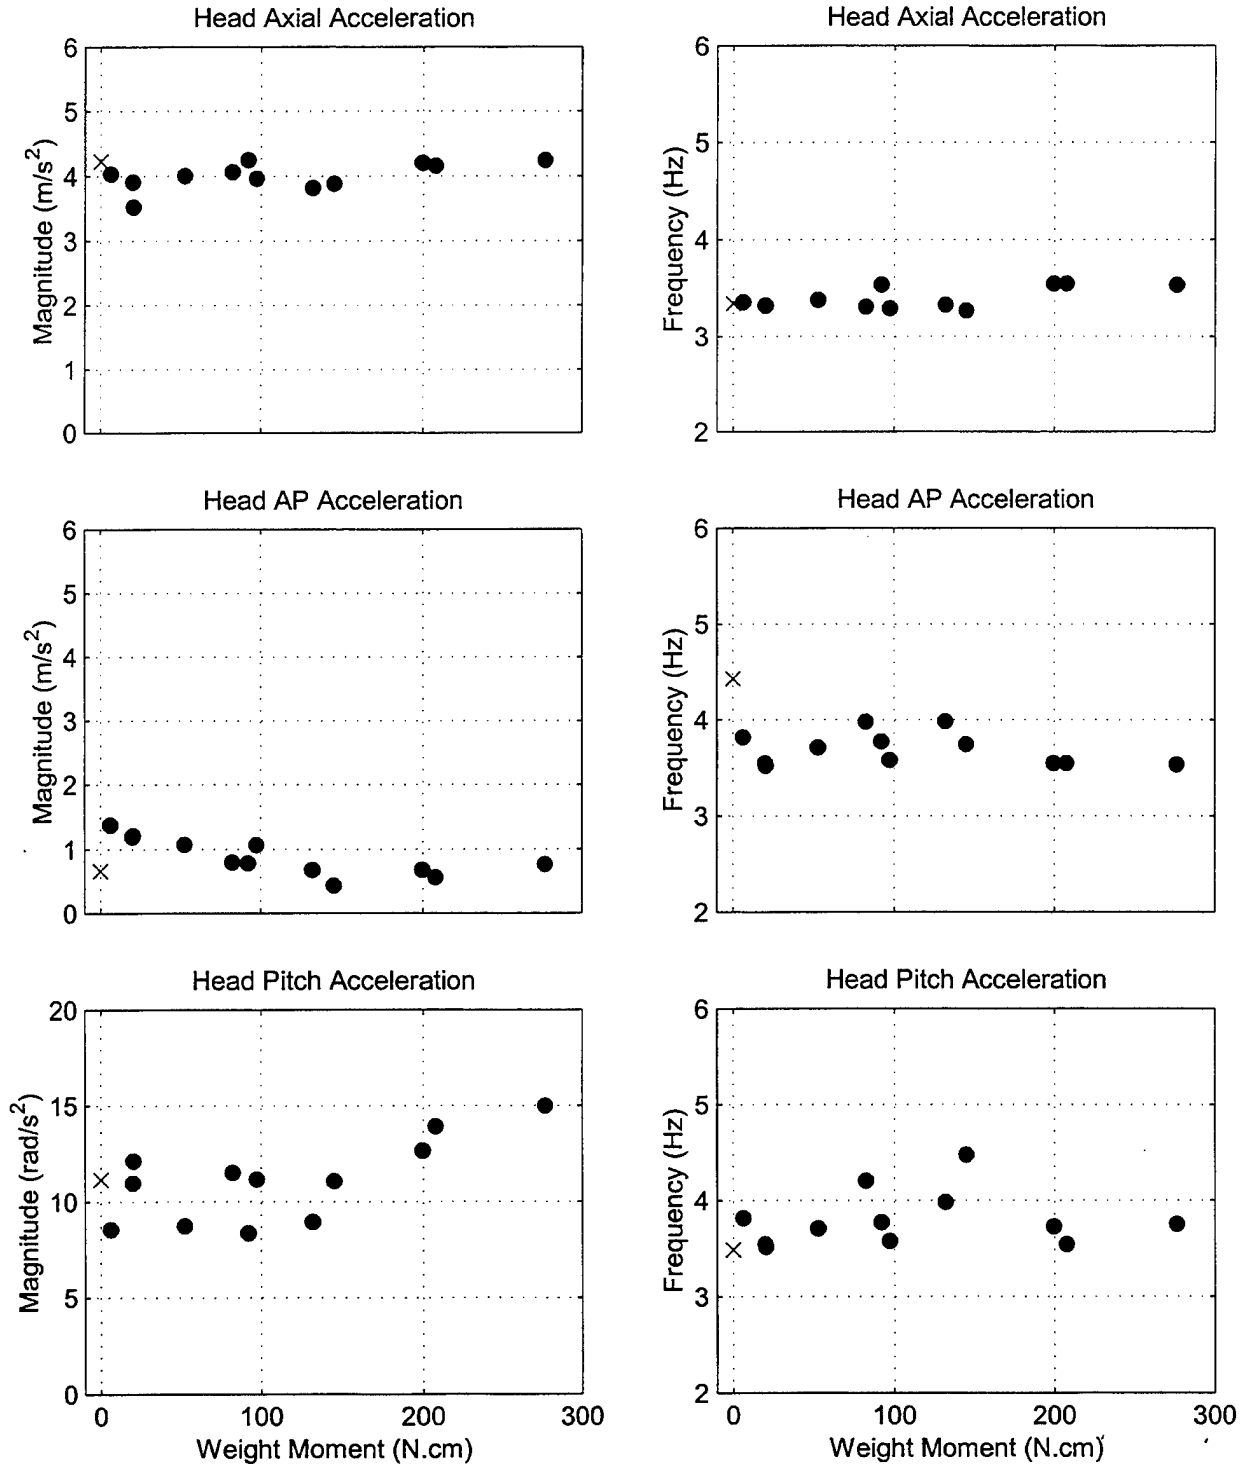 Head Axial Acceleration
6
5
4
3
2
1
0
Magnitude (m/s²)
Head Axial Acceleration
6
5
4
3
2
Frequency (Hz)
Head AP Acceleration
6
5
4
3
2
1
0
Magnitude (m/s²)
Head AP Acceleration
6
5
4
3
2
Frequency (Hz)
Head Pitch Acceleration
20
15
10
5
0
Magnitude (rad/s²)
0 100 200 300
Weight Moment (N.cm)
Head Pitch Acceleration
6
5
4
3
2
Frequency (Hz)
0 100 200 300
Weight Moment (N.cm)